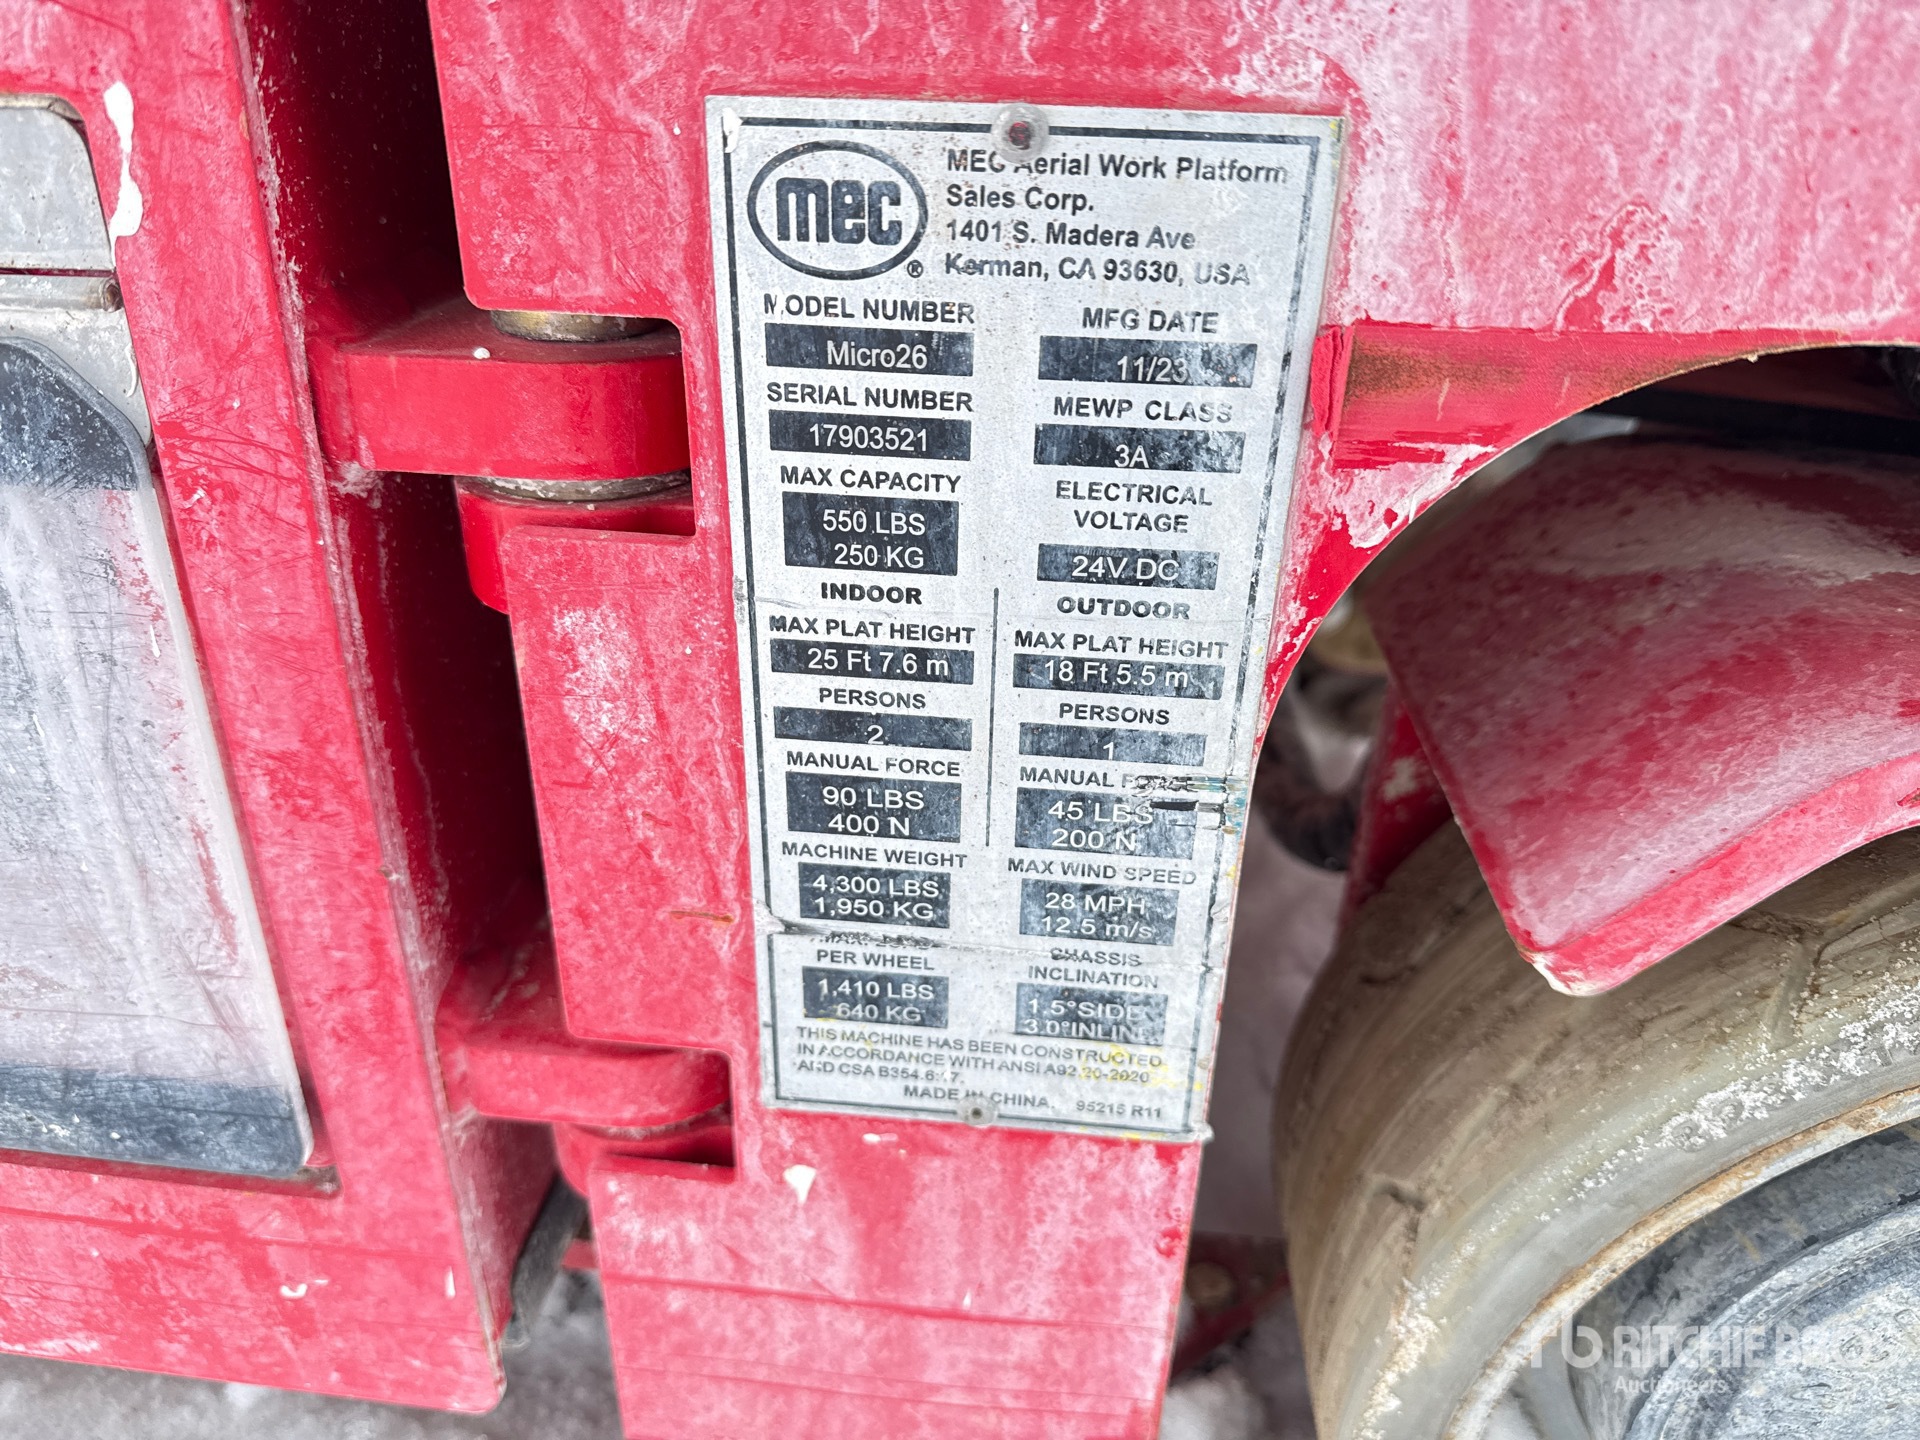 mec
®
MEC Aerial Work Platform
Sales Corp.
1401 S. Madera Ave
Kerman, CA 93630, USA
MODEL NUMBER
Micro26
SERIAL NUMBER
17903521
MAX CAPACITY
550 LBS
250 KG
MFG DATE
11/23
MEWP CLASS
3A
ELECTRICAL
VOLTAGE
24V DC
INDOOR
MAX PLAT HEIGHT
25 Ft 7.6 m
PERSONS
2
MANUAL FORCE
90 LBS
400 N
MACHINE WEIGHT
4,300 LBS
1,950 KG
PER WHEEL
1,410 LBS
640 KG
OUTDOOR
MAX PLAT HEIGHT
18 Ft 5.5 m
PERSONS
1
MANUAL FORCE
45 LBS
200 N
MAX WIND SPEED
28 MPH
12.5 m/s
CHASSIS
INCLINATION
1.5°SIDE
3.0°INLINE
THIS MACHINE HAS BEEN CONSTRUCTED
IN ACCORDANCE WITH ANSI A92.20-2020
AND CSA B354.6:17.
MADE IN CHINA. 95215 R11
rb RITCHIE BROS
Auctioneers